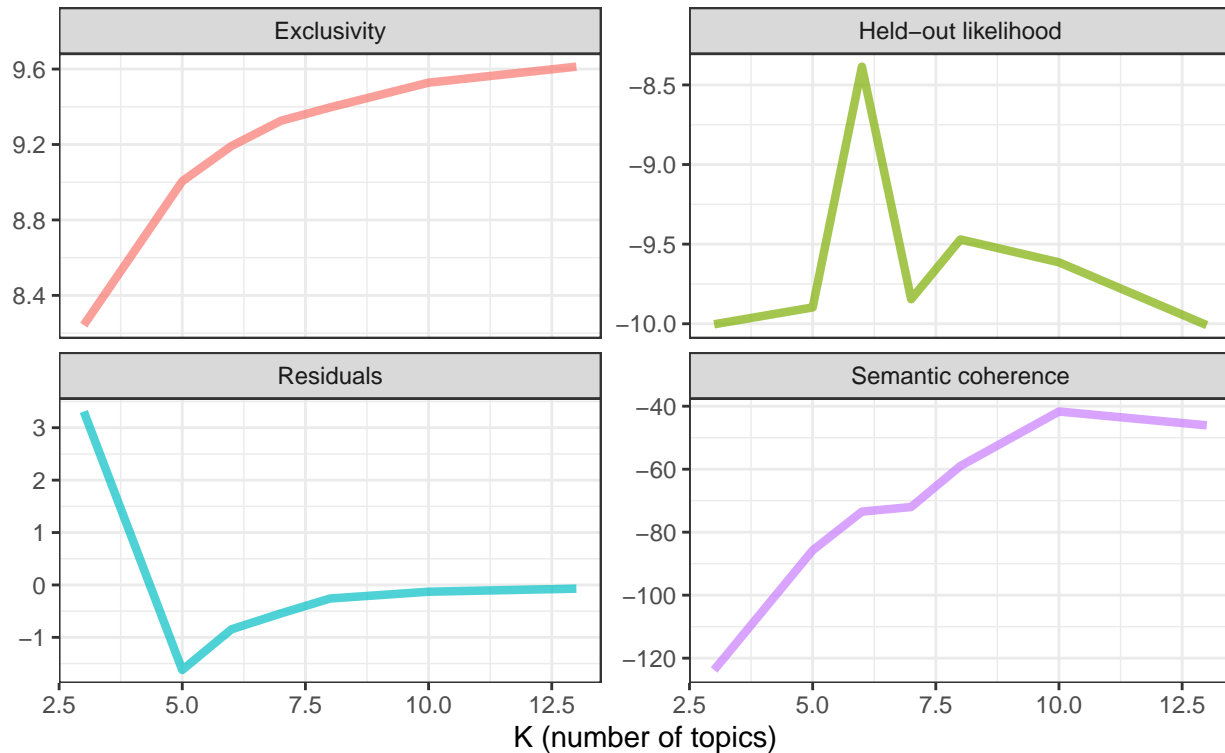 Exclusivity
Held−out likelihood
9.6
9.2
8.8
8.4
−8.5
−9.0
−9.5
−10.0
Residuals
Semantic coherence
3
2
1
0
−1
−40
−60
−80
−100
−120
2.5 5.0 7.5 10.0 12.5
2.5 5.0 7.5 10.0 12.5
K (number of topics)